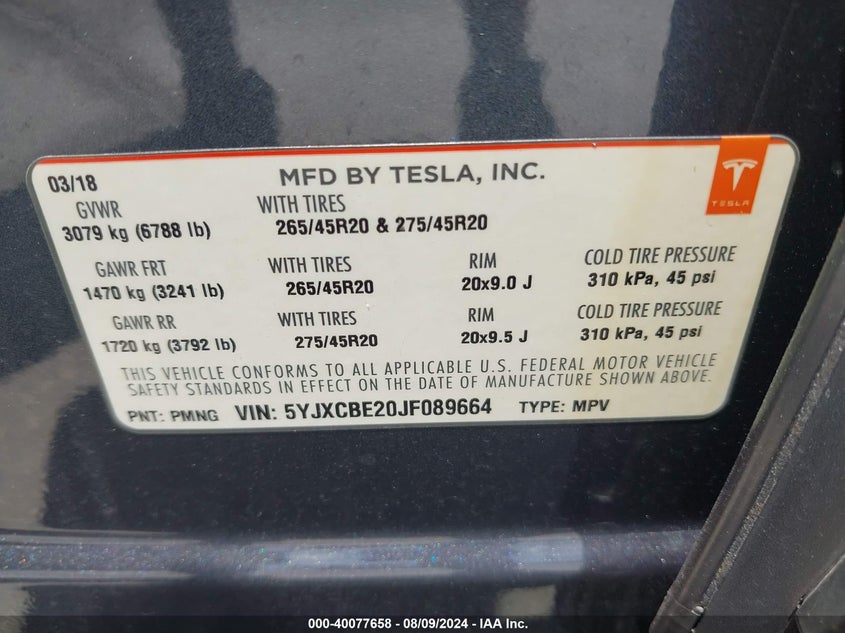 03/18 MFD BY TESLA, INC.
TESLA
GVWR WITH TIRES
3079 kg (6788 lb) 265/45R20 & 275/45R20
GAWR FRT WITH TIRES RIM COLD TIRE PRESSURE
1470 kg (3241 lb) 265/45R20 20x9.0 J 310 kPa, 45 psi
GAWR RR WITH TIRES RIM COLD TIRE PRESSURE
1720 kg (3792 lb) 275/45R20 20x9.5 J 310 kPa, 45 psi
THIS VEHICLE CONFORMS TO ALL APPLICABLE U.S. FEDERAL MOTOR VEHICLE
SAFETY STANDARDS IN EFFECT ON THE DATE OF MANUFACTURE SHOWN ABOVE.
PNT: PMNG VIN: 5YJXCBE20JF089664 TYPE: MPV
000-40077658 - 08/09/2024 - IAA Inc.